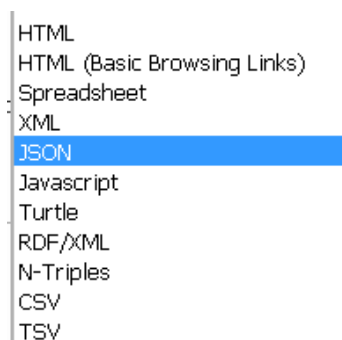 HTML
HTML (Basic Browsing Links)
Spreadsheet
XML
JSON
Javascript
Turtle
RDF/XML
N-Triples
CSV
TSV